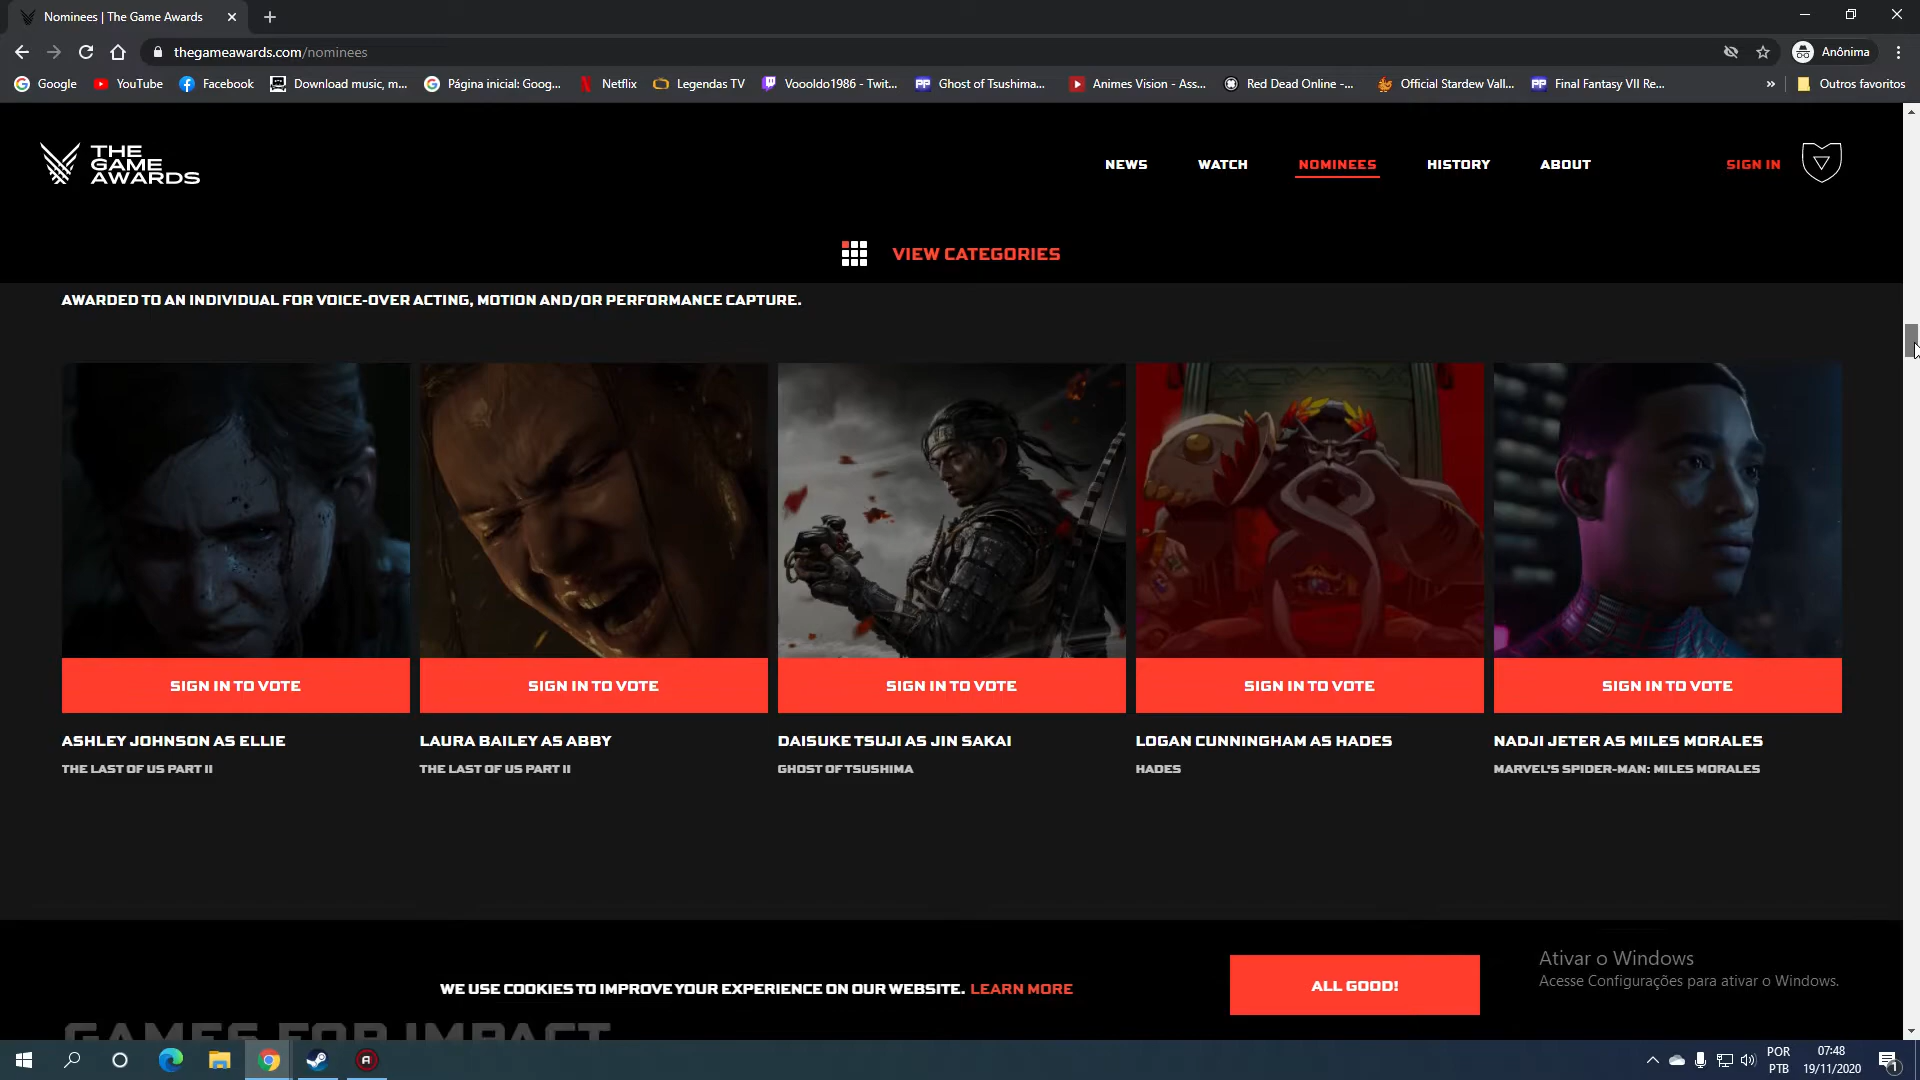 Nominees | The Game Awards
thegameawards.com/nominees
Anônima
Google
YouTube
Facebook
Download music, m...
Página inicial: Goog...
Netflix
Legendas TV
Voooldo1986 - Twit...
Ghost of Tsushima...
Animes Vision - Ass...
Red Dead Online -...
Official Stardew Vall...
Final Fantasy VII Re...
»
Outros favoritos
THE
GAME
AWARDS
NEWS
WATCH
NOMINEES
HISTORY
ABOUT
SIGN IN
VIEW CATEGORIES
AWARDED TO AN INDIVIDUAL FOR VOICE-OVER ACTING, MOTION AND/OR PERFORMANCE CAPTURE.
SIGN IN TO VOTE
SIGN IN TO VOTE
SIGN IN TO VOTE
SIGN IN TO VOTE
SIGN IN TO VOTE
ASHLEY JOHNSON AS ELLIE
THE LAST OF US PART II
LAURA BAILEY AS ABBY
THE LAST OF US PART II
DAISUKE TSUJI AS JIN SAKAI
GHOST OF TSUSHIMA
LOGAN CUNNINGHAM AS HADES
HADES
NADJI JETER AS MILES MORALES
MARVEL'S SPIDER-MAN: MILES MORALES
WE USE COOKIES TO IMPROVE YOUR EXPERIENCE ON OUR WEBSITE. LEARN MORE
ALL GOOD!
Ativar o Windows
Acesse Configurações para ativar o Windows.
GAMES FOR IMPACT
POR
PTB
07:48
19/11/2020
1